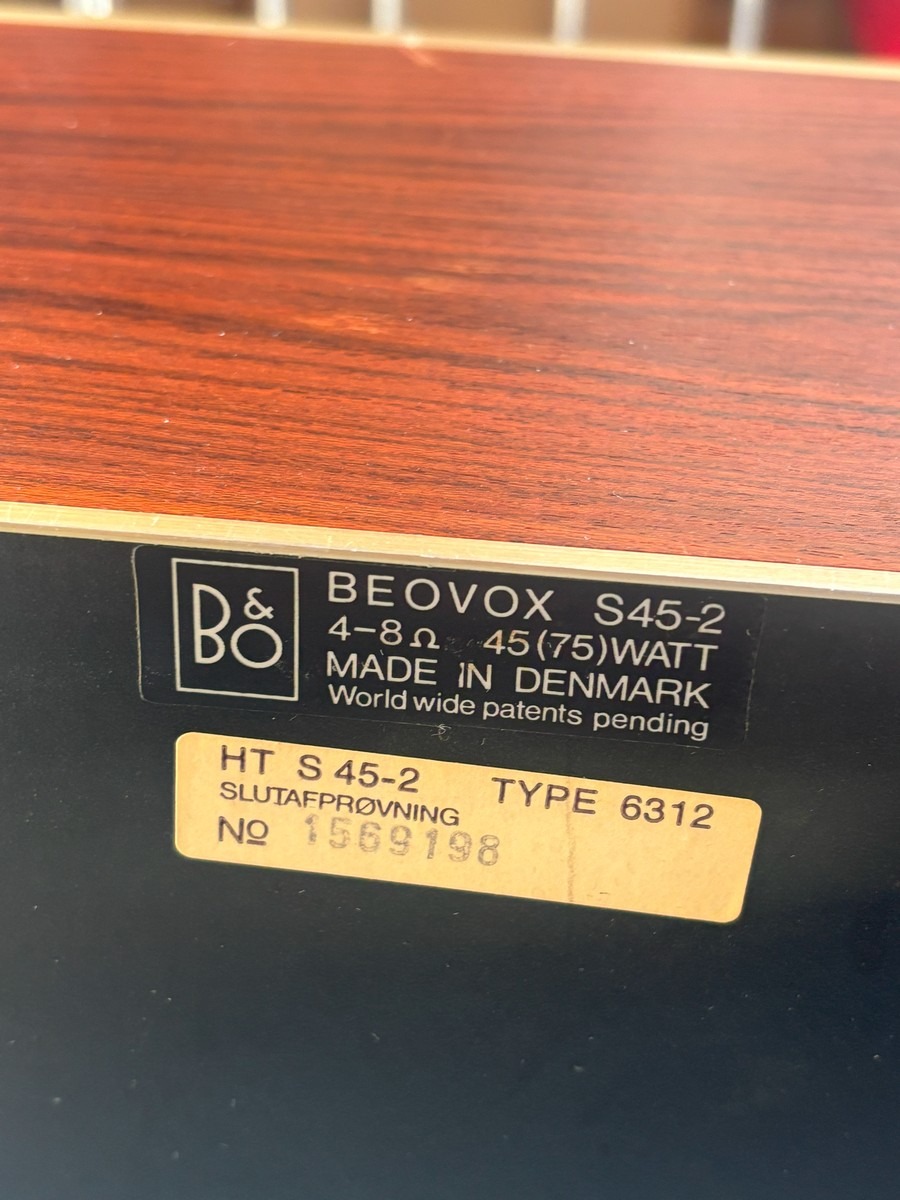 B&O
BEOVOX S45-2
4-8Ω 45(75)WATT
MADE IN DENMARK
World wide patents pending
HT S 45-2 TYPE 6312
SLUTAFPRØVNING
Nº 1569198